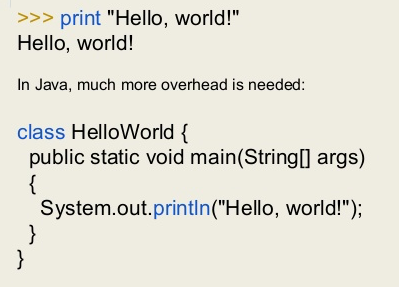 >>> print "Hello, world!"
Hello, world!
In Java, much more overhead is needed:
class HelloWorld {
  public static void main(String[] args)
  {
    System.out.println("Hello, world!");
  }
}